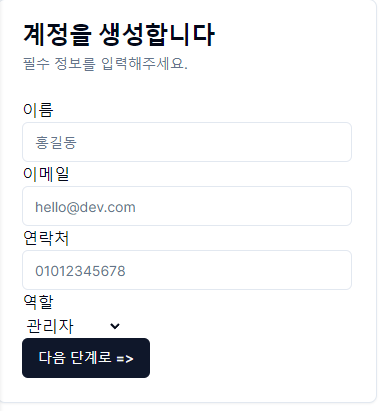 계정을 생성합니다
필수 정보를 입력해주세요.
이름
홍길동
이메일
hello@dev.com
연락처
01012345678
역할
관리자
다음 단계로 =>